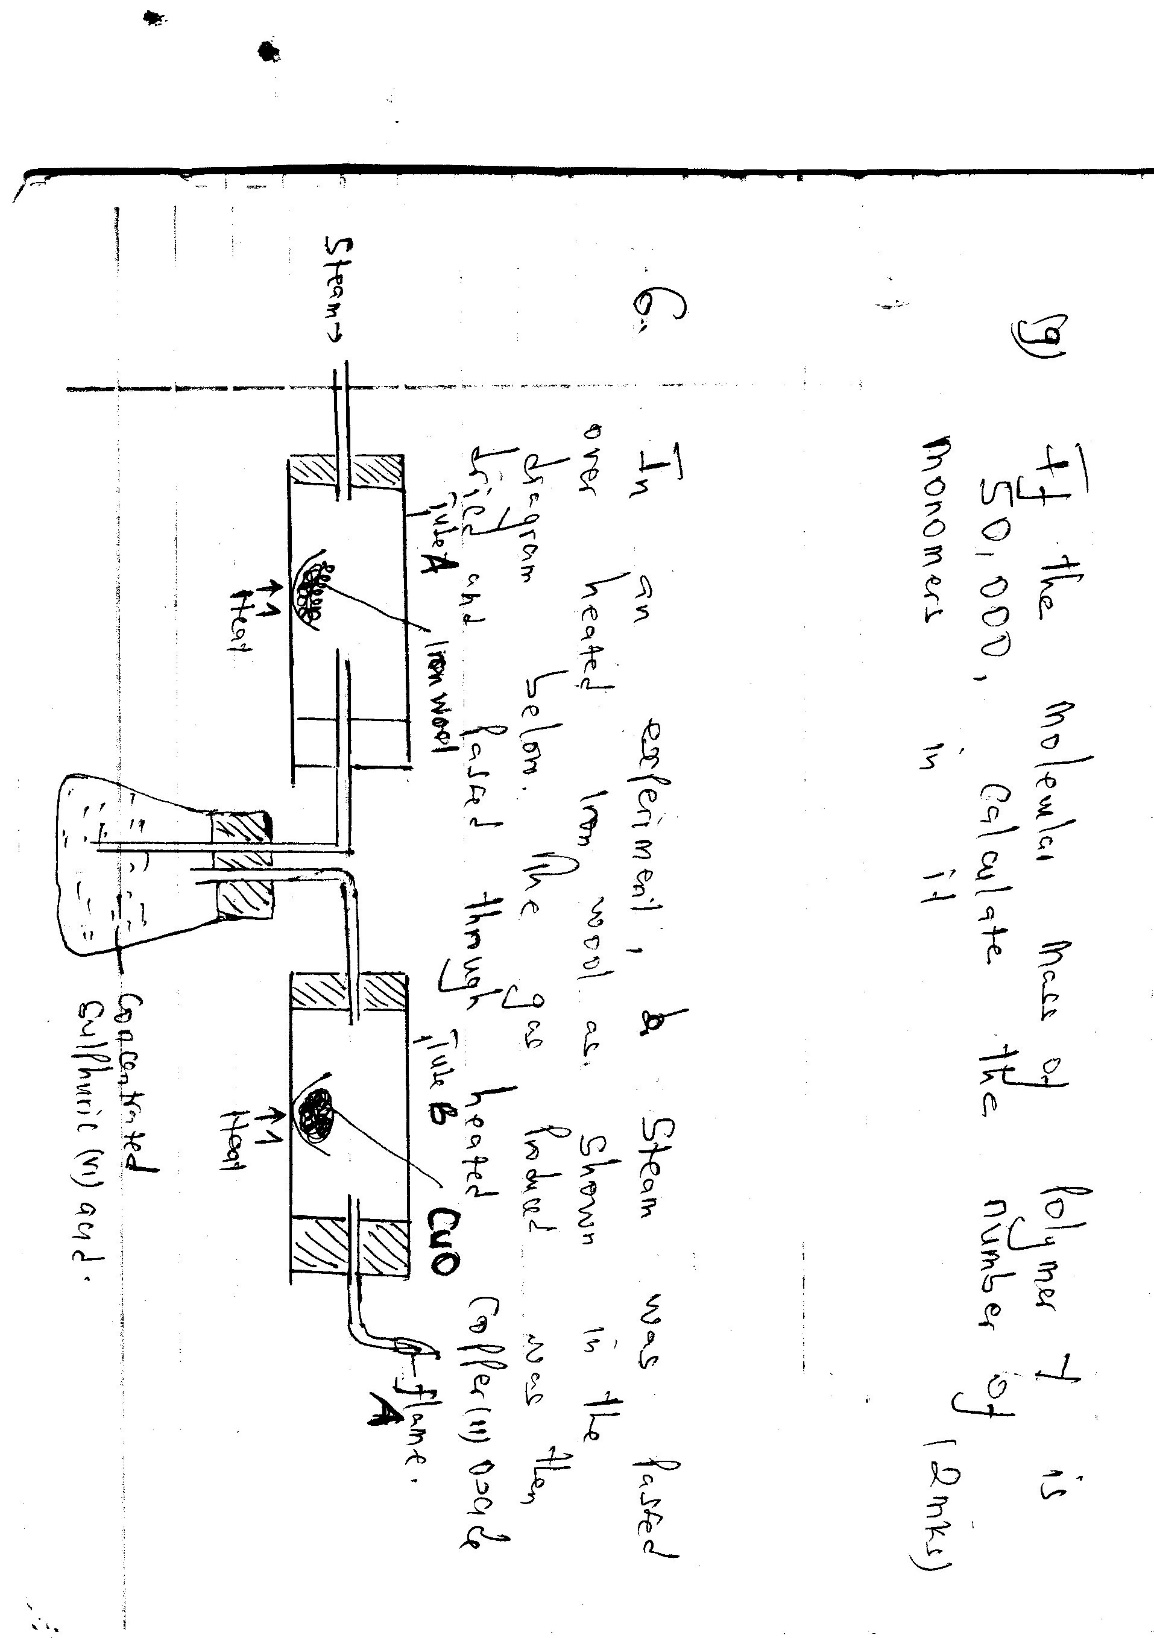 (g) If the Molecular Mass of Polymer Y is
50,000, Calculate the number of
monomers in it (2mks)
6. In an experiment, Steam was Passed
over heated Iron wool as Shown in the
diagram below. The gas Produced was then
dried and Passed through heated Copper(II) Oxide
Tube A
Iron wool
Steam →
Heat
Tube B
CuO
Heat
flame.
A
Concentrated
Sulphuric (VI) acid.